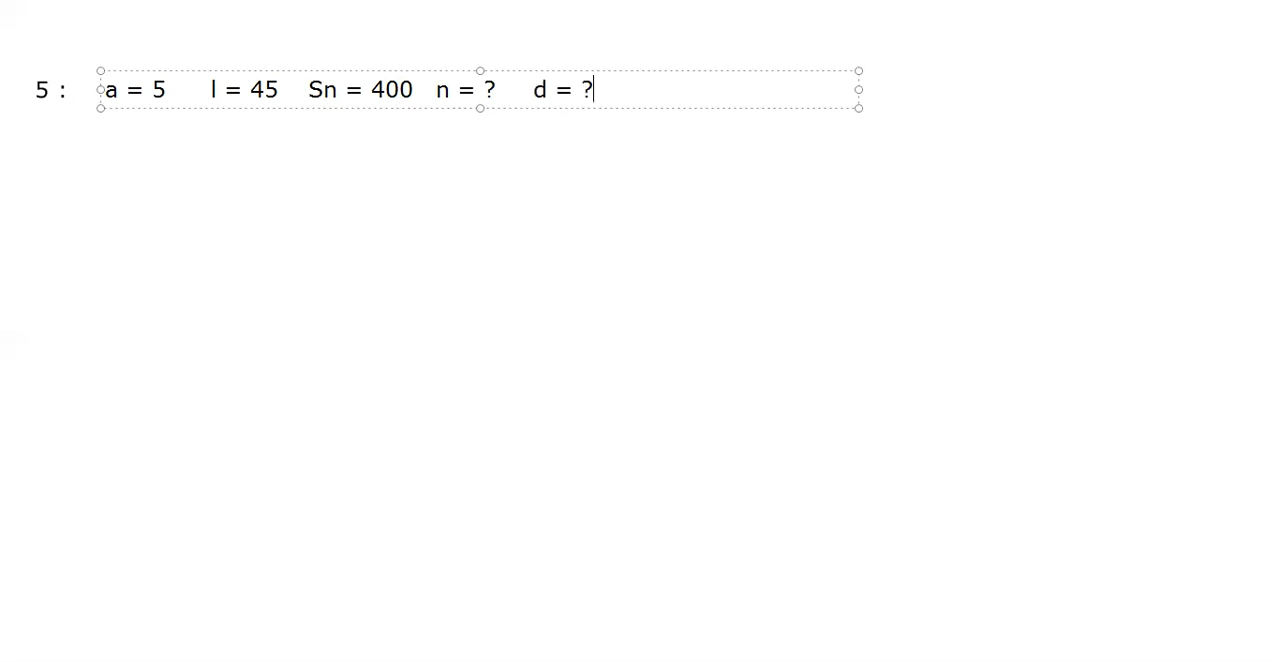 5 : a = 5 l = 45 Sn = 400 n = ? d = ?